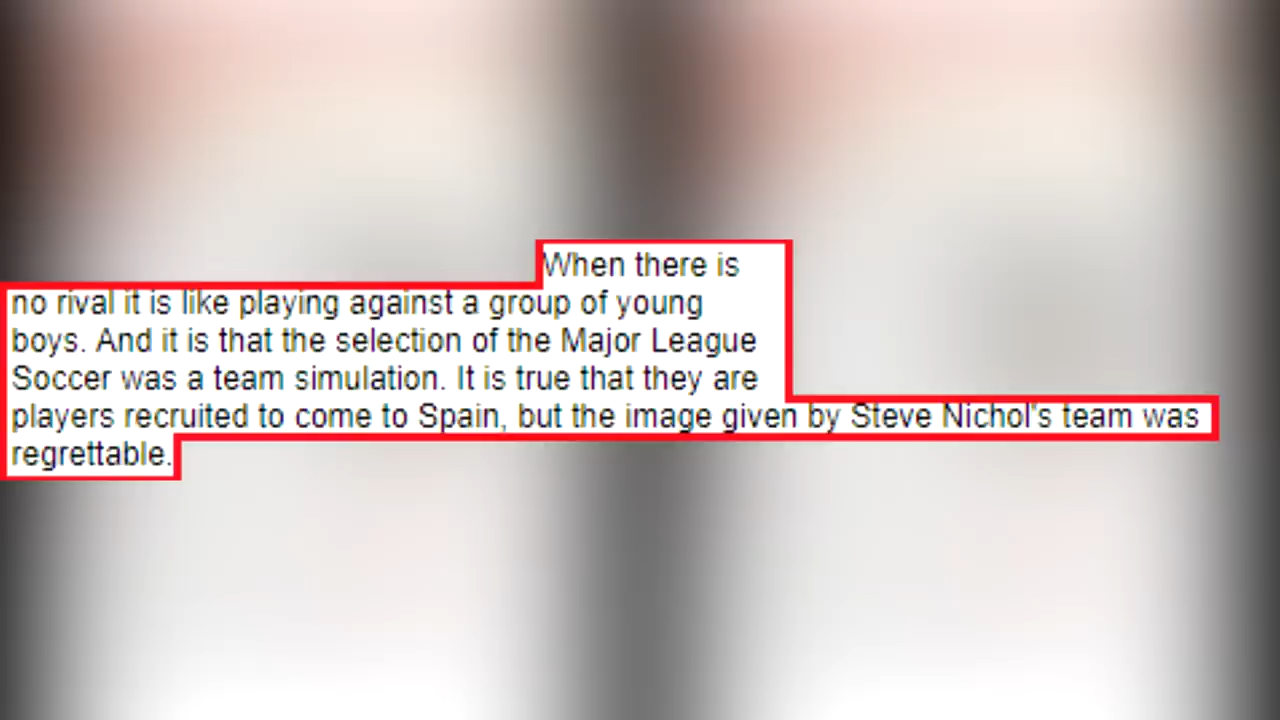 When there is
no rival it is like playing against a group of young
boys. And it is that the selection of the Major League
Soccer was a team simulation. It is true that they are
players recruited to come to Spain, but the image given by Steve Nichol's team was
regrettable.